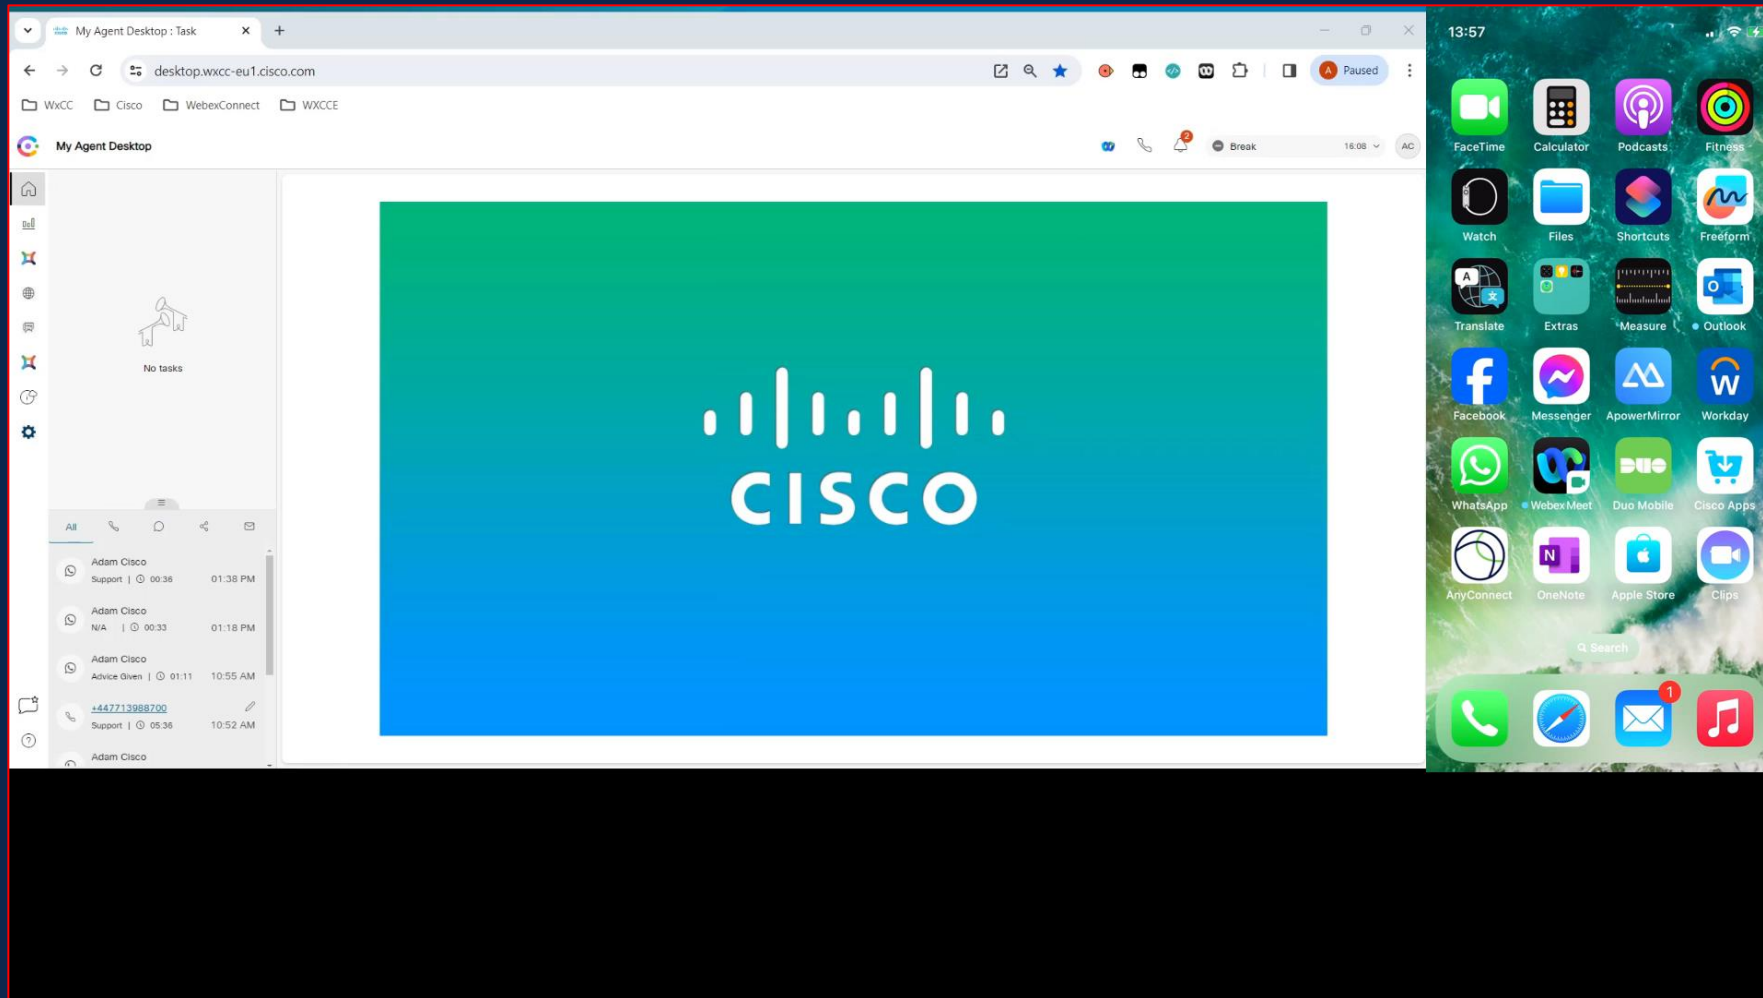 My Agent Desktop : Task
desktop.wxcc-eu1.cisco.com
A Paused
WxCC Cisco WebexConnect WXCCE
My Agent Desktop
2
Break 16:08
AC
No tasks
All
Adam Cisco
Support | 00:36 01:38 PM
Adam Cisco
N/A | 00:33 01:18 PM
Adam Cisco
Advice Given | 01:11 10:55 AM
+447713988700
Support | 05:36 10:52 AM
Adam Cisco
CISCO
13:57
FaceTime Calculator Podcasts Fitness
Watch Files Shortcuts Freeform
Translate Extras Measure Outlook
Facebook Messenger ApowerMirror Workday
DUO
WhatsApp Webex Meet Duo Mobile Cisco Apps
AnyConnect OneNote Apple Store Clips
Search
1